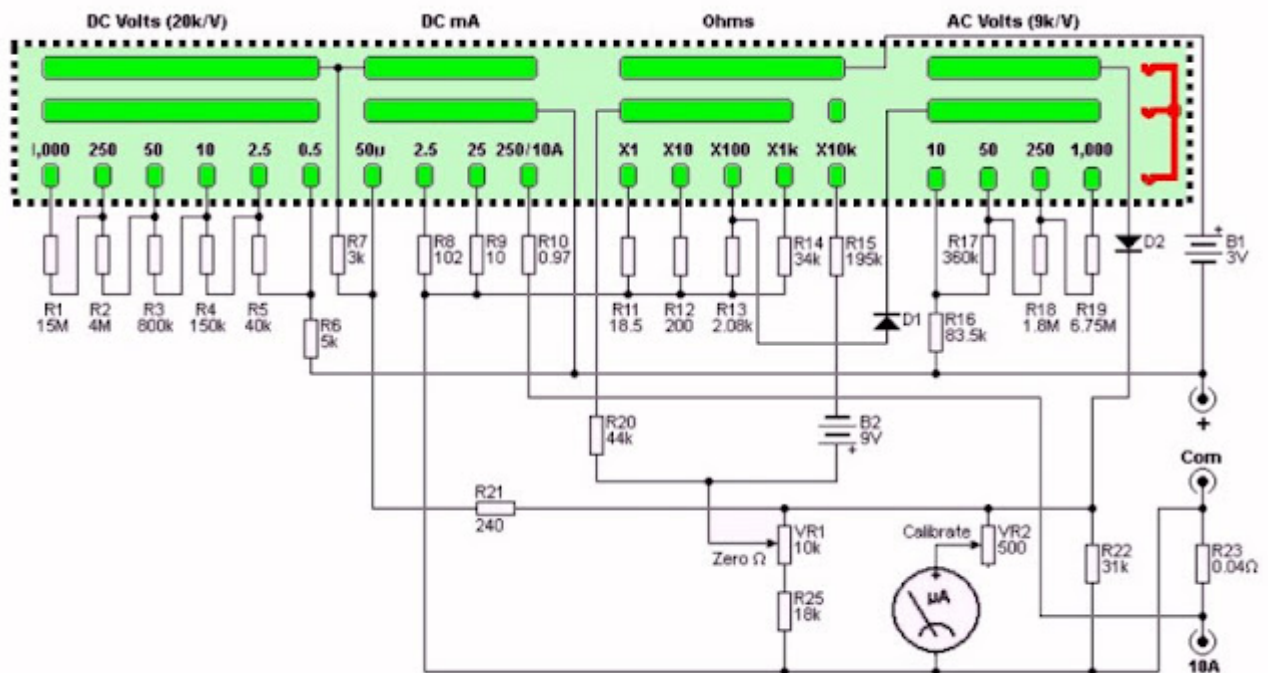 DC Volts (20k/V) DC mA Ohms AC Volts (9k/V)
1,000 250 50 10 2.5 0.5 50u 2.5 25 250/10A X1 X10 X100 X1k X10k 10 50 250 1,000
R1
15M
R2
4M
R3
800k
R4
150k
R5
40k
R6
5k
R7
3k
R8
102
R9
10
R10
0.97
R11
18.5
R12
200
R13
2.08k
R14
34k
R15
195k
D1
R16
83.5k
R17
360k
R18
1.8M
R19
6.75M
D2
+
B1
3V
+
R20
44k
B2
9V
+
Com
R21
240
Zero Ω
VR1
10k
Calibrate
VR2
500
R22
31k
R23
0.04Ω
R25
18k
+
µA
10A